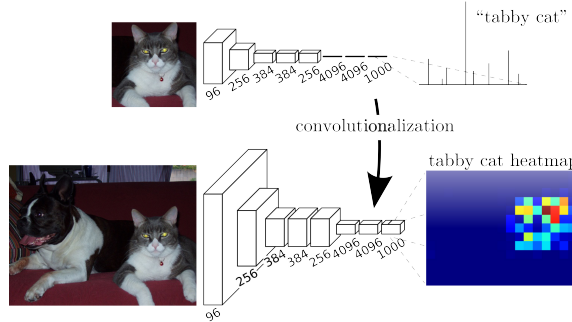 “tabby cat”
96 256 384 384 256 4096 4096 1000
convolutionalization
tabby cat heatmap
96 256 384 384 256 4096 4096 1000